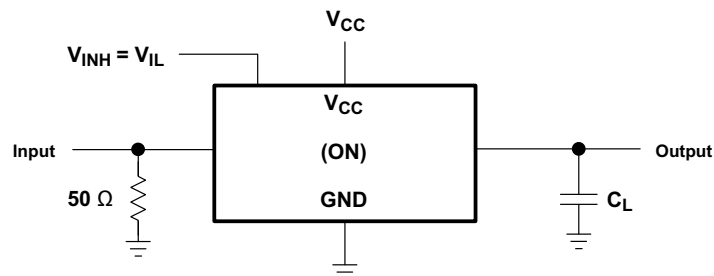 V_CC
V_INH = V_IL
V_CC
Input
(ON)
Output
50 Ω
GND
C_L